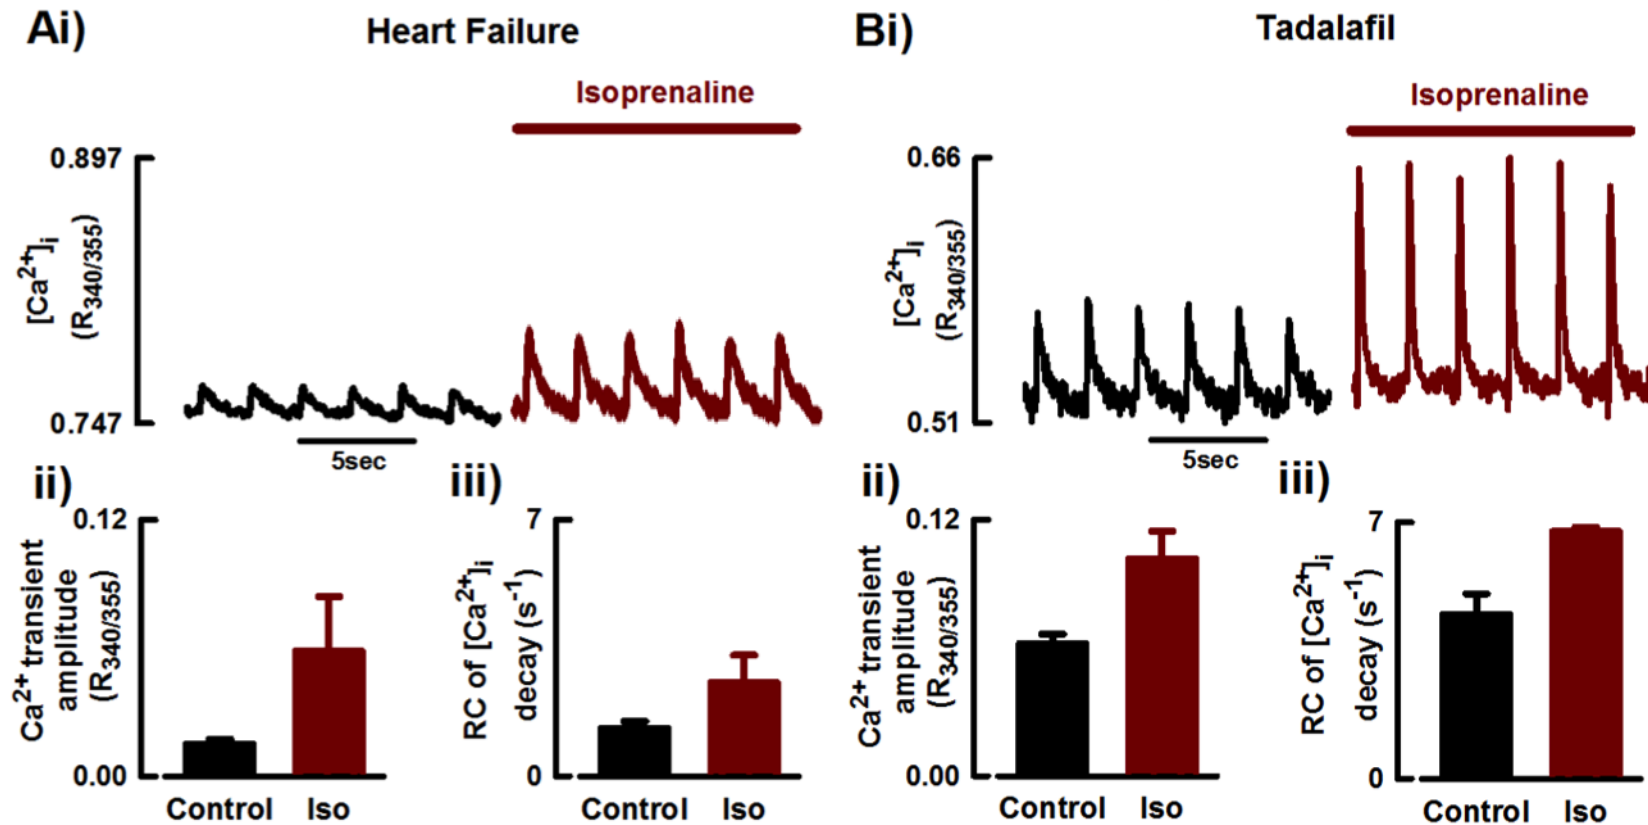 Ai)
Heart Failure
Isoprenaline
0.897
[Ca²⁺]ᵢ
(R₃₄₀/₃₅₅)
0.747
5sec
ii)
0.12
Ca²⁺ transient
amplitude
(R₃₄₀/₃₅₅)
0.00
Control
Iso
iii)
7
RC of [Ca²⁺]ᵢ
decay (s⁻¹)
0
Control
Iso
Bi)
Tadalafil
Isoprenaline
0.66
[Ca²⁺]ᵢ
(R₃₄₀/₃₅₅)
0.51
5sec
ii)
0.12
Ca²⁺ transient
amplitude
(R₃₄₀/₃₅₅)
0.00
Control
Iso
iii)
7
RC of [Ca²⁺]ᵢ
decay (s⁻¹)
0
Control
Iso